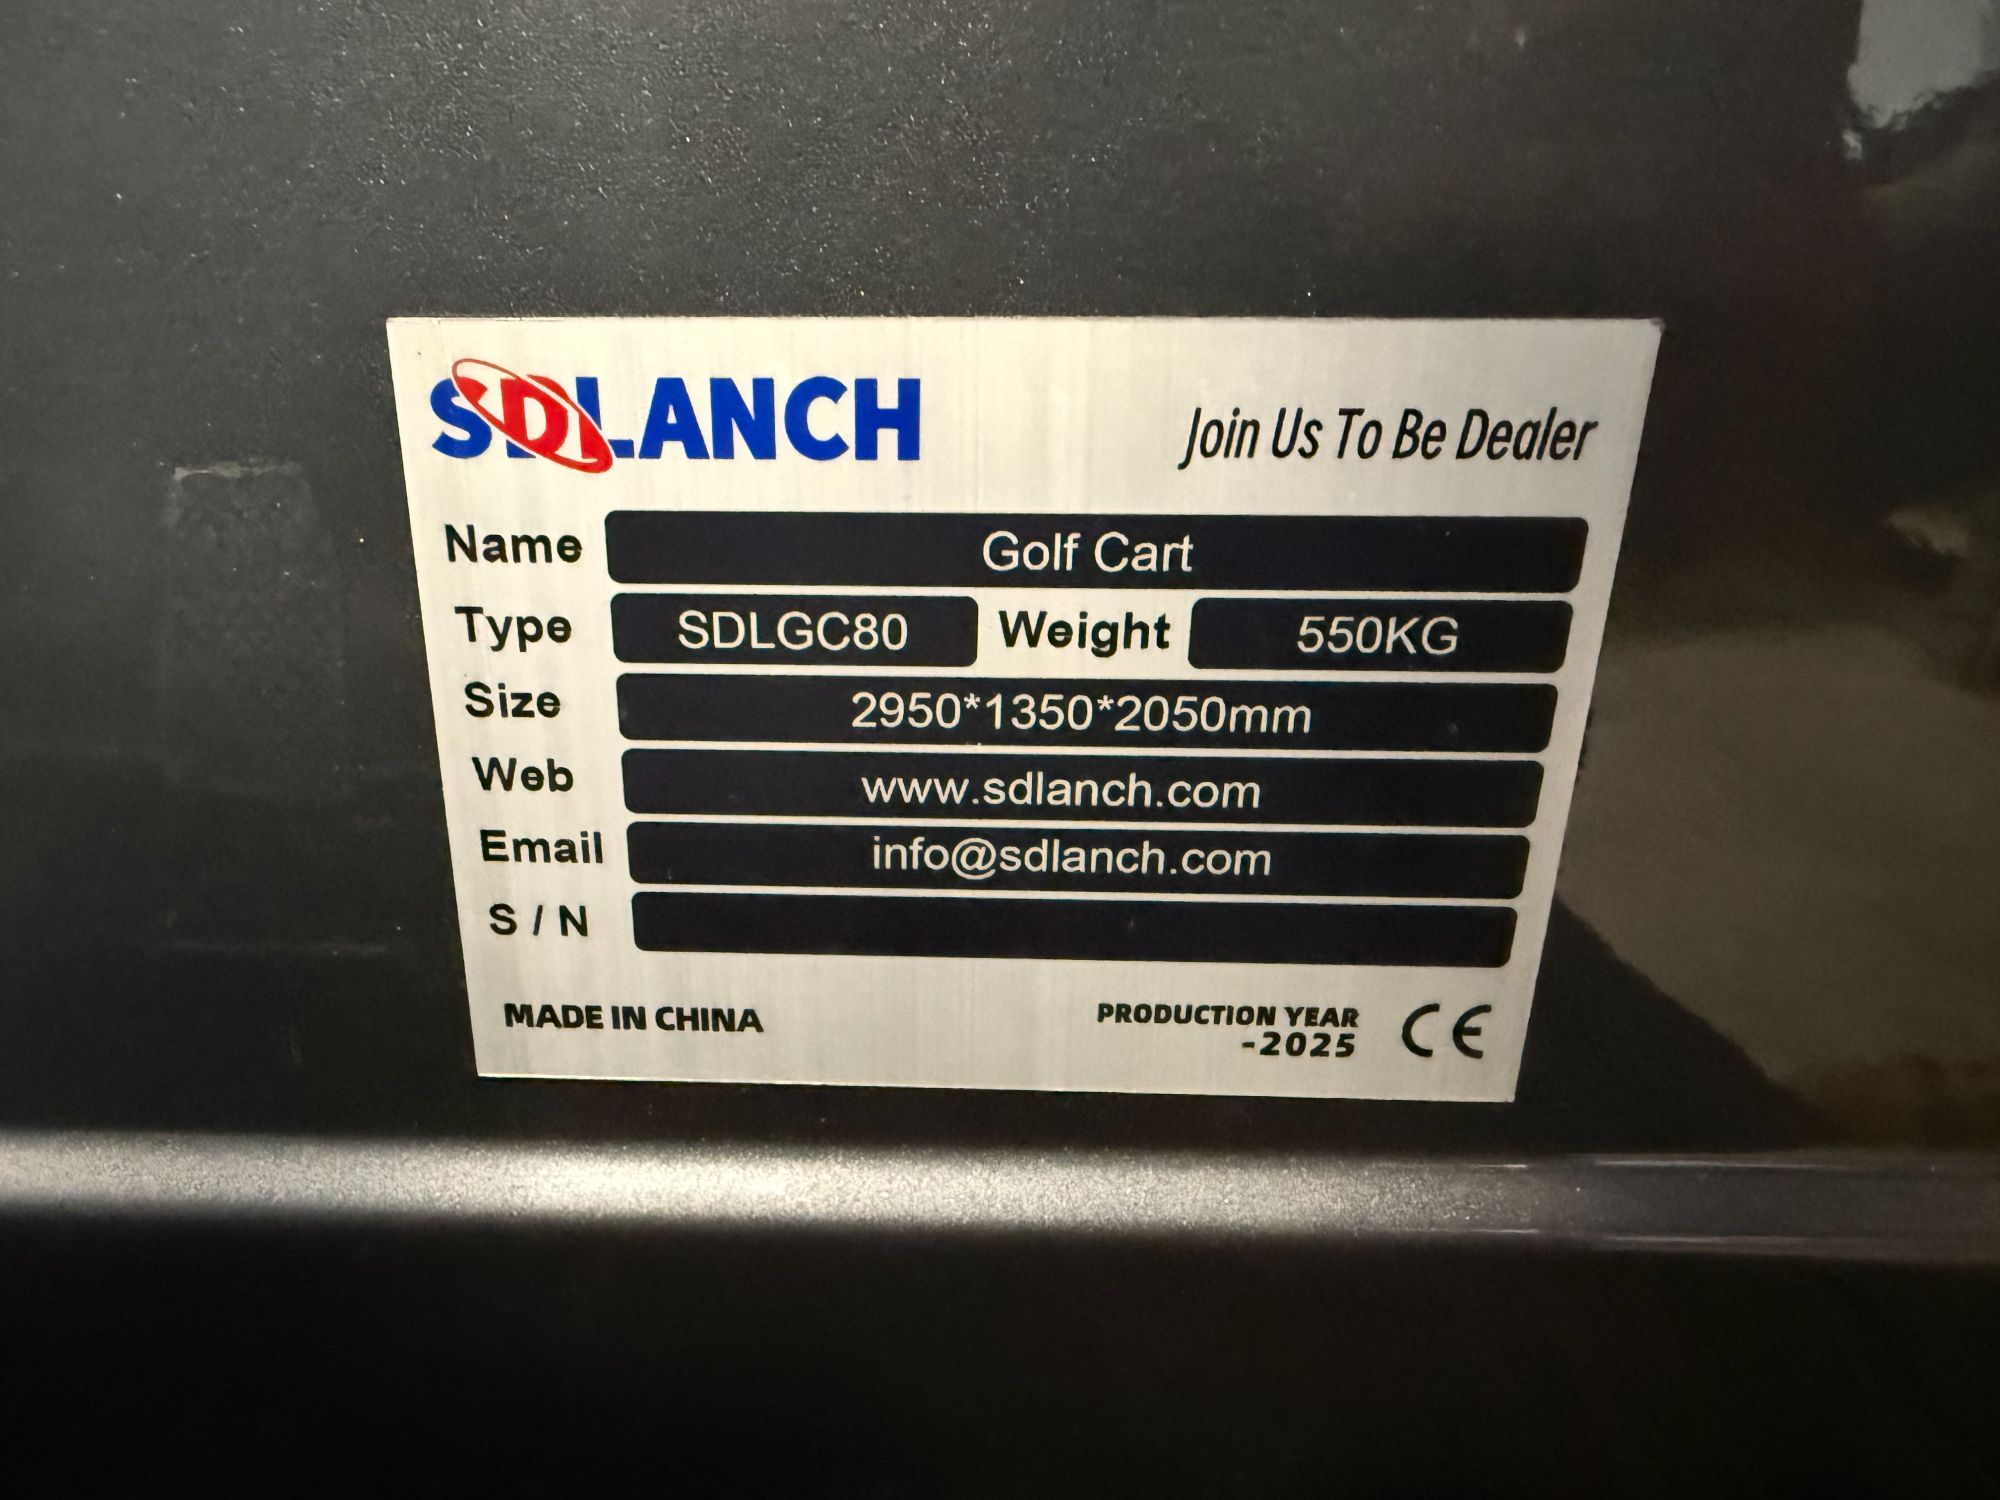 SDLANCH
Join Us To Be Dealer
Name Golf Cart
Type SDLGC80 Weight 550KG
Size 2950*1350*2050mm
Web www.sdlanch.com
Email info@sdlanch.com
S / N
MADE IN CHINA
PRODUCTION YEAR
-2025
CE